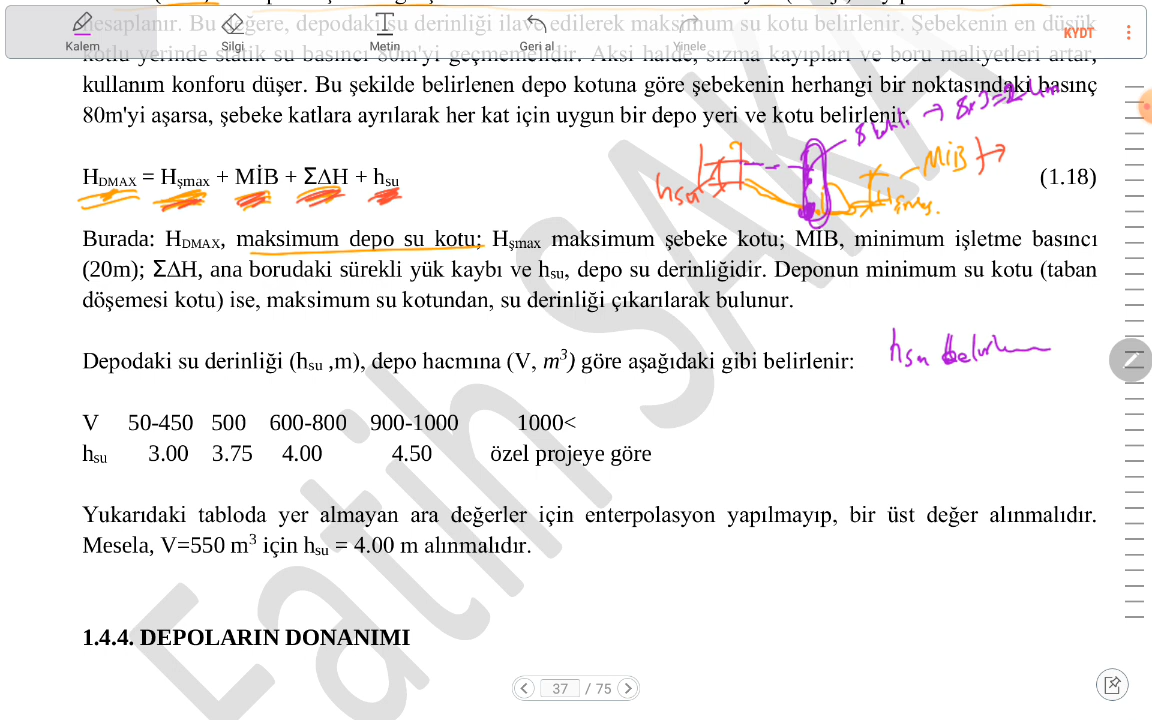 hesaplanır. Bu değere, depodaki su derinliği ilave edilerek maksimum su kotu belirlenir. Şebekenin en düşük
Kalem Silgi Metin Geri al Yinele KYDT
kotlu yerinde statik su basıncı 80m'yi geçmemelidir. Aksi halde, sızma kayıpları ve boru maliyetleri artar,
kullanım konforu düşer. Bu şekilde belirlenen depo kotuna göre şebekenin herhangi bir noktasındaki basınç
80m'yi aşarsa, şebeke katlara ayrılarak her kat için uygun bir depo yeri ve kotu belirlenir.
8 katlı → 8x3=24m
HDMAX = Hşmax + MİB + ΣΔH + hsu (1.18)
hsu MİB Hşmax.
Burada: HDMAX, maksimum depo su kotu; Hşmax maksimum şebeke kotu; MİB, minimum işletme basıncı
(20m); ΣΔH, ana borudaki sürekli yük kaybı ve hsu, depo su derinliğidir. Deponun minimum su kotu (taban
döşemesi kotu) ise, maksimum su kotundan, su derinliği çıkarılarak bulunur.
hsu
Depodaki su derinliği (hsu ,m), depo hacmına (V, m³) göre aşağıdaki gibi belirlenir:
V 50-450 500 600-800 900-1000 1000<
hsu 3.00 3.75 4.00 4.50 özel projeye göre
Yukarıdaki tabloda yer almayan ara değerler için enterpolasyon yapılmayıp, bir üst değer alınmalıdır.
Mesela, V=550 m³ için hsu = 4.00 m alınmalıdır.
1.4.4. DEPOLARIN DONANIMI
Fatih SAKA
37 / 75